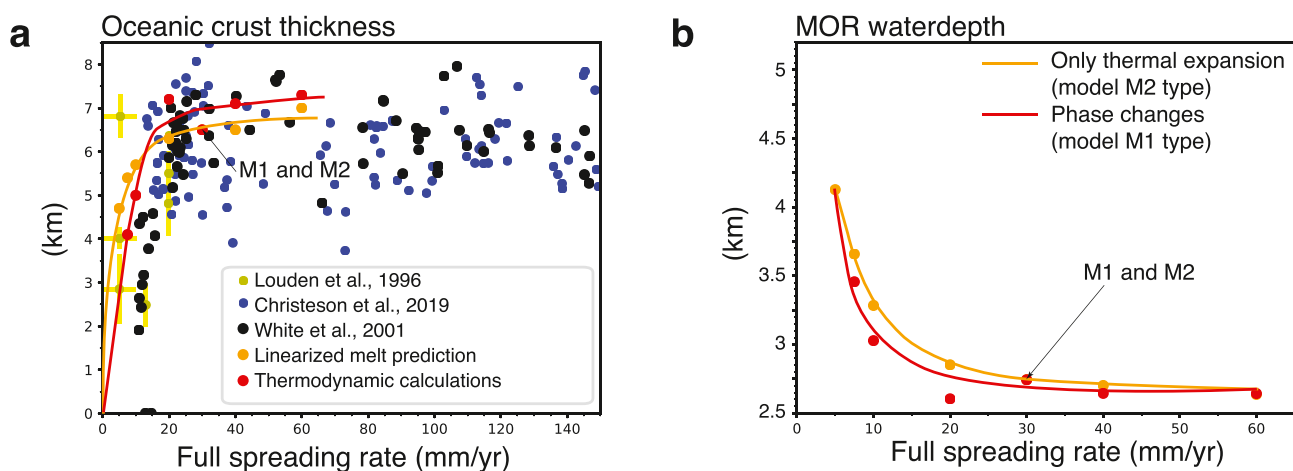 a
Oceanic crust thickness
8
7
6
5
4
3
2
1
0
(km)
M1 and M2
Louden et al., 1996
Christeson et al., 2019
White et al., 2001
Linearized melt prediction
Thermodynamic calculations
0 20 40 60 80 100 120 140
Full spreading rate (mm/yr)
b
MOR waterdepth
5
4.5
4
3.5
3
2.5
(km)
Only thermal expansion
(model M2 type)
Phase changes
(model M1 type)
M1 and M2
0 10 20 30 40 50 60
Full spreading rate (mm/yr)